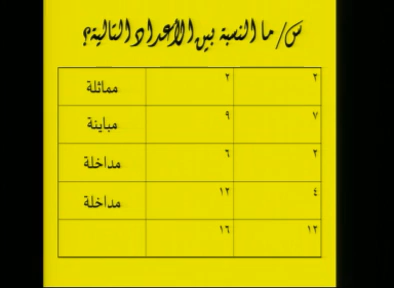 س/ ما النسبة بين الأعداد التالية؟
٢ ٢ مماثلة
٧ ٩ مباينة
٢ ٦ مداخلة
٤ ١٢ مداخلة
١٢ ١٦